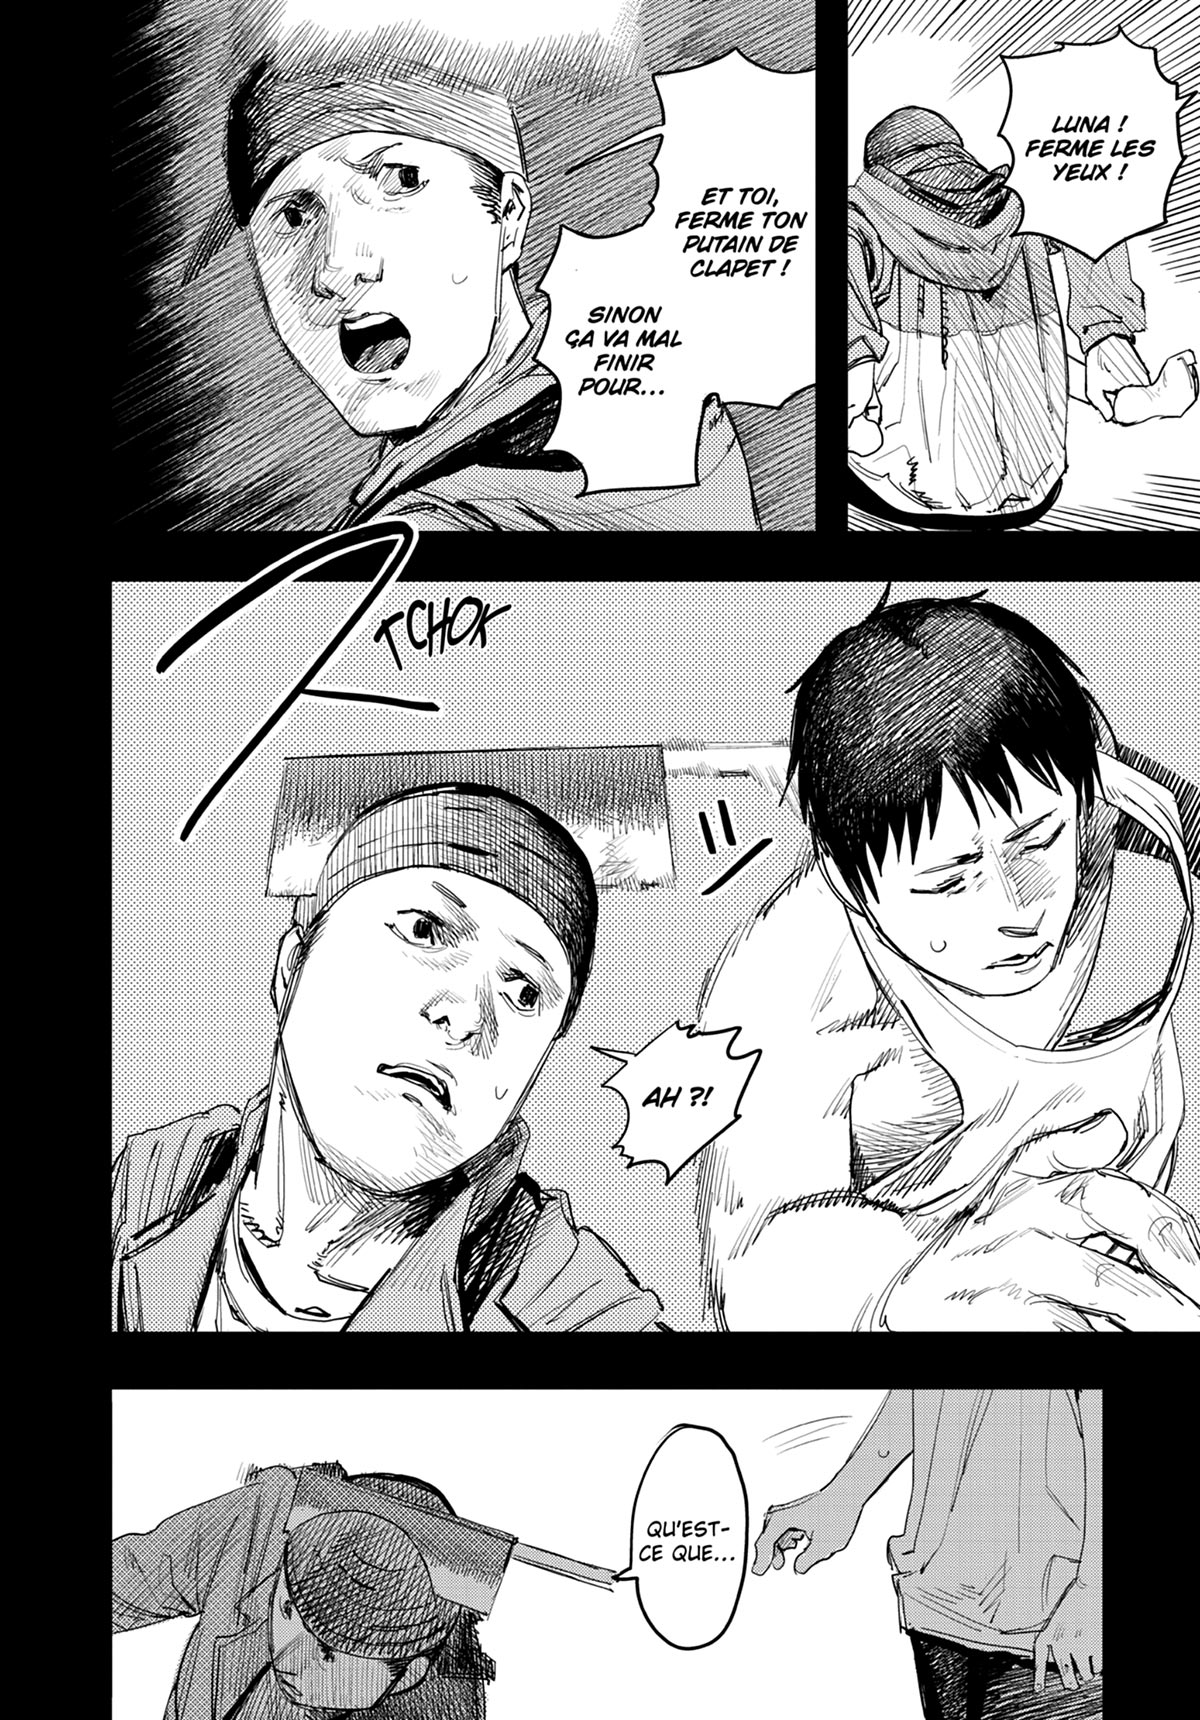 LUNA !
FERME LES
YEUX !
ET TOI,
FERME TON
PUTAIN DE
CLAPET !
SINON
ÇA VA MAL
FINIR
POUR...
TCHOK
AH ?!
QU'EST-
CE QUE...